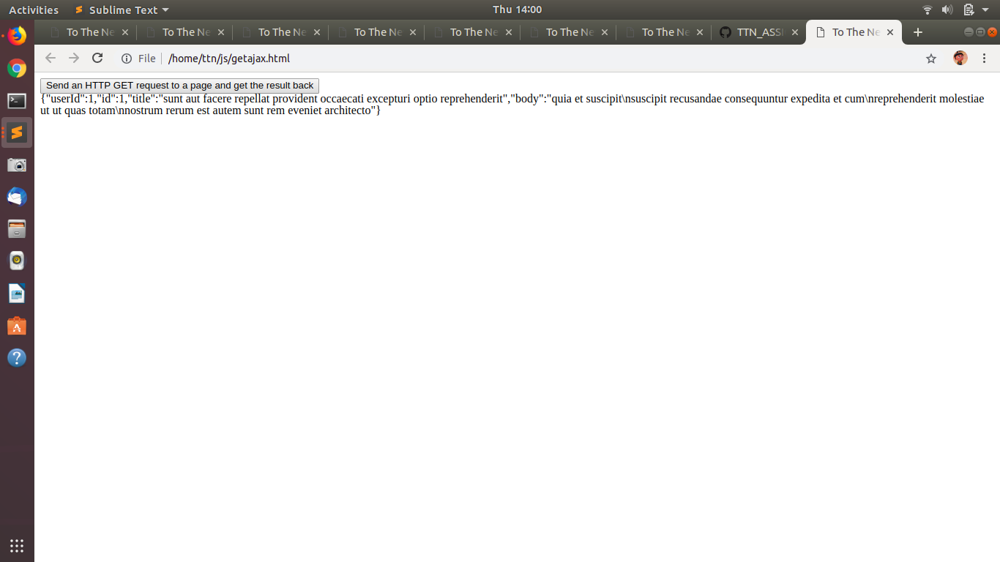 Activities
Sublime Text
Thu 14:00
To The Ne
To The Ne
To The Ne
To The Ne
To The Ne
To The Ne
To The Ne
TTN_ASSI
To The Ne
File
/home/ttn/js/getajax.html
Send an HTTP GET request to a page and get the result back
{"userId":1,"id":1,"title":"sunt aut facere repellat provident occaecati excepturi optio reprehenderit","body":"quia et suscipit\nsuscipit recusandae consequuntur expedita et cum\nreprehenderit molestiae
ut ut quas totam\nnostrum rerum est autem sunt rem eveniet architecto"}